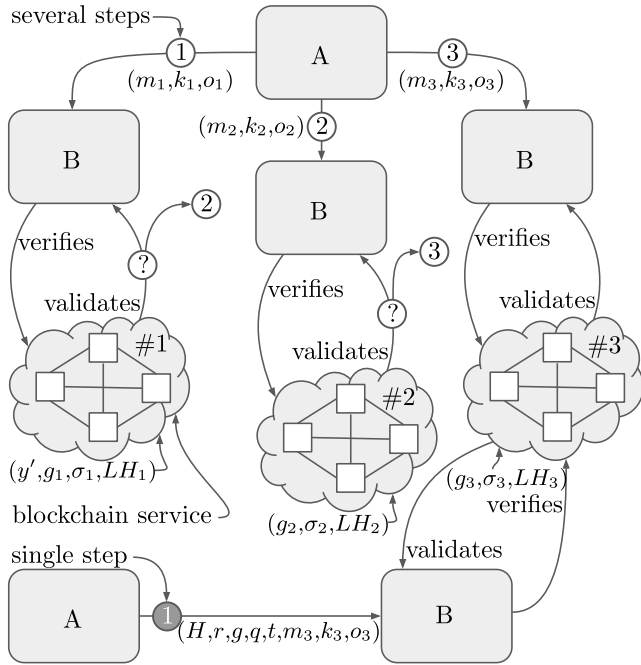 several steps
1
A
3
(m₁,k₁,o₁)
(m₃,k₃,o₃)
(m₂,k₂,o₂)
2
B
B
B
2
verifies
verifies
?
3
verifies
validates
?
validates
validates
#1
#3
#2
(y′,g₁,σ₁,LH₁)
(g₃,σ₃,LH₃)
verifies
blockchain service
(g₂,σ₂,LH₂)
single step
validates
A
1
B
(H,r,g,q,t,m₃,k₃,o₃)